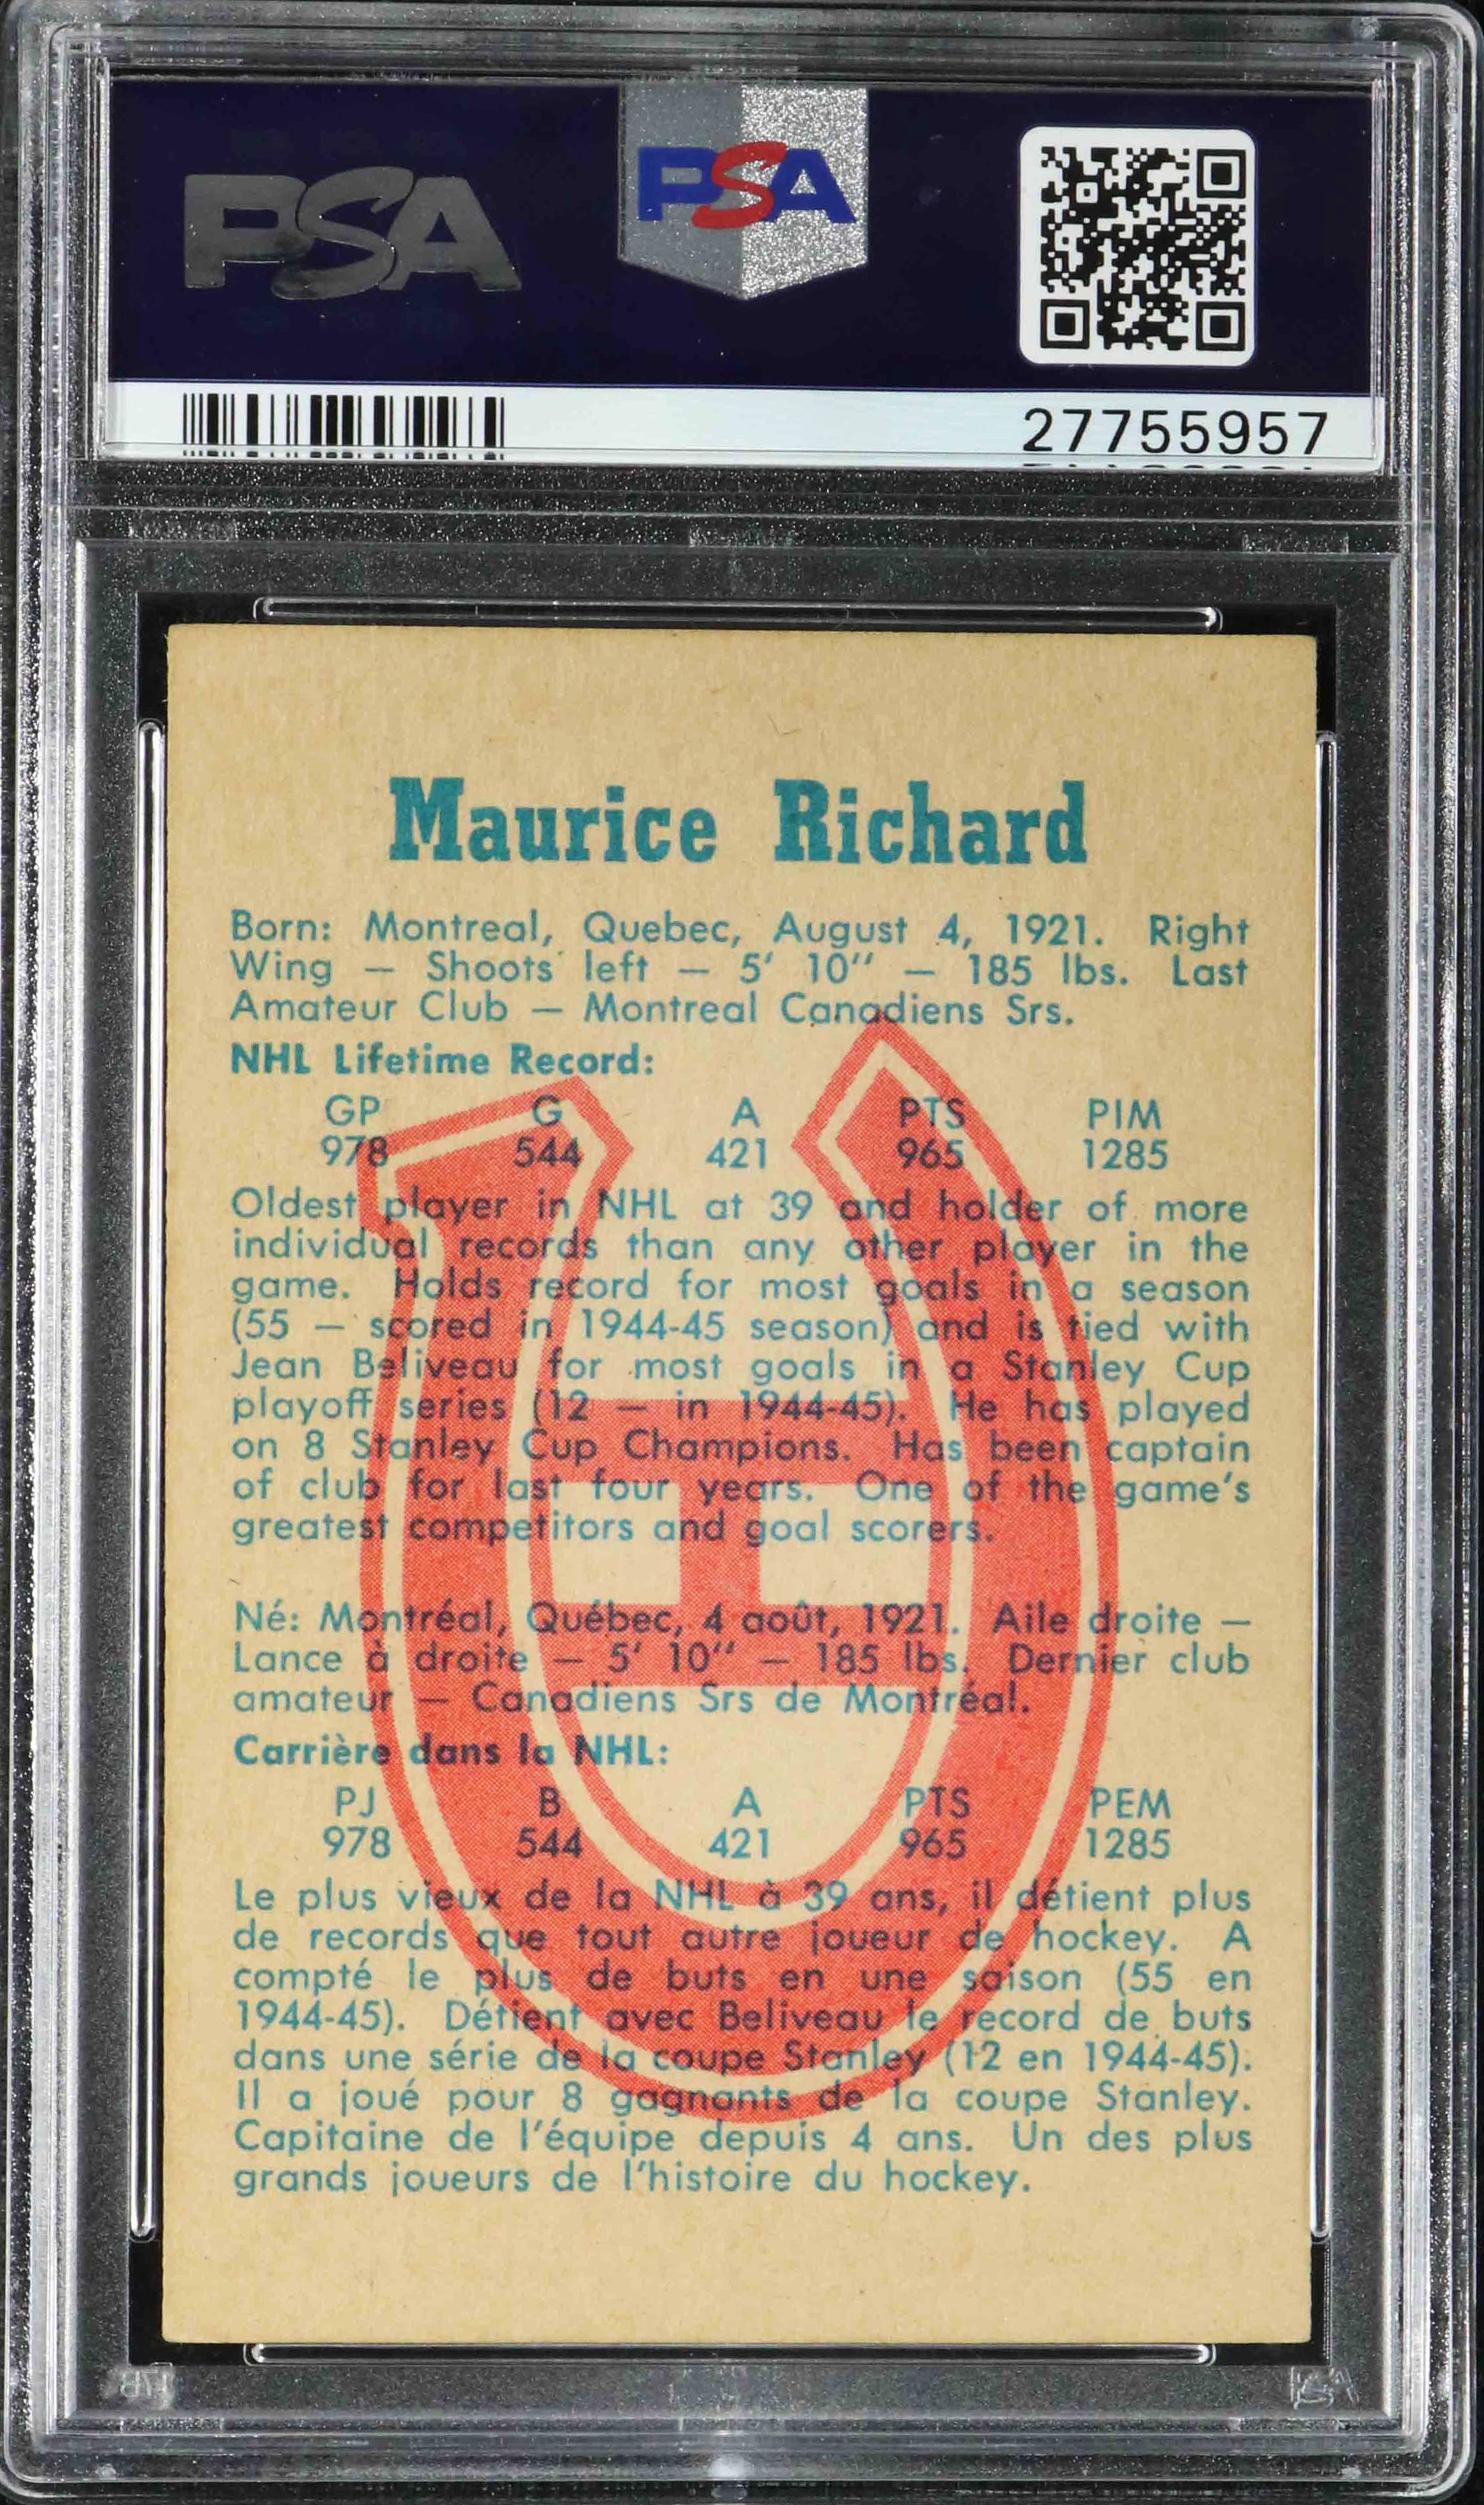 PSA
PSA
27755957
Maurice Richard
Born: Montreal, Quebec, August 4, 1921. Right
Wing — Shoots left — 5' 10" — 185 lbs. Last
Amateur Club — Montreal Canadiens Srs.
NHL Lifetime Record:
GP G A PTS PIM
978 544 421 965 1285
Oldest player in NHL at 39 and holder of more
individual records than any other player in the
game. Holds record for most goals in a season
(55 — scored in 1944-45 season) and is tied with
Jean Beliveau for most goals in a Stanley Cup
playoff series (12 — in 1944-45). He has played
on 8 Stanley Cup Champions. Has been captain
of club for last four years. One of the game's
greatest competitors and goal scorers.
Né: Montréal, Québec, 4 août, 1921. Aile droite —
Lance à droite — 5' 10" — 185 lbs. Dernier club
amateur — Canadiens Srs de Montréal.
Carrière dans la NHL:
PJ B A PTS PEM
978 544 421 965 1285
Le plus vieux de la NHL à 39 ans, il détient plus
de records que tout autre joueur de hockey. A
compté le plus de buts en une saison (55 en
1944-45). Détient avec Beliveau le record de buts
dans une série de la coupe Stanley (12 en 1944-45).
Il a joué pour 8 gagnants de la coupe Stanley.
Capitaine de l'équipe depuis 4 ans. Un des plus
grands joueurs de l'histoire du hockey.
PSA